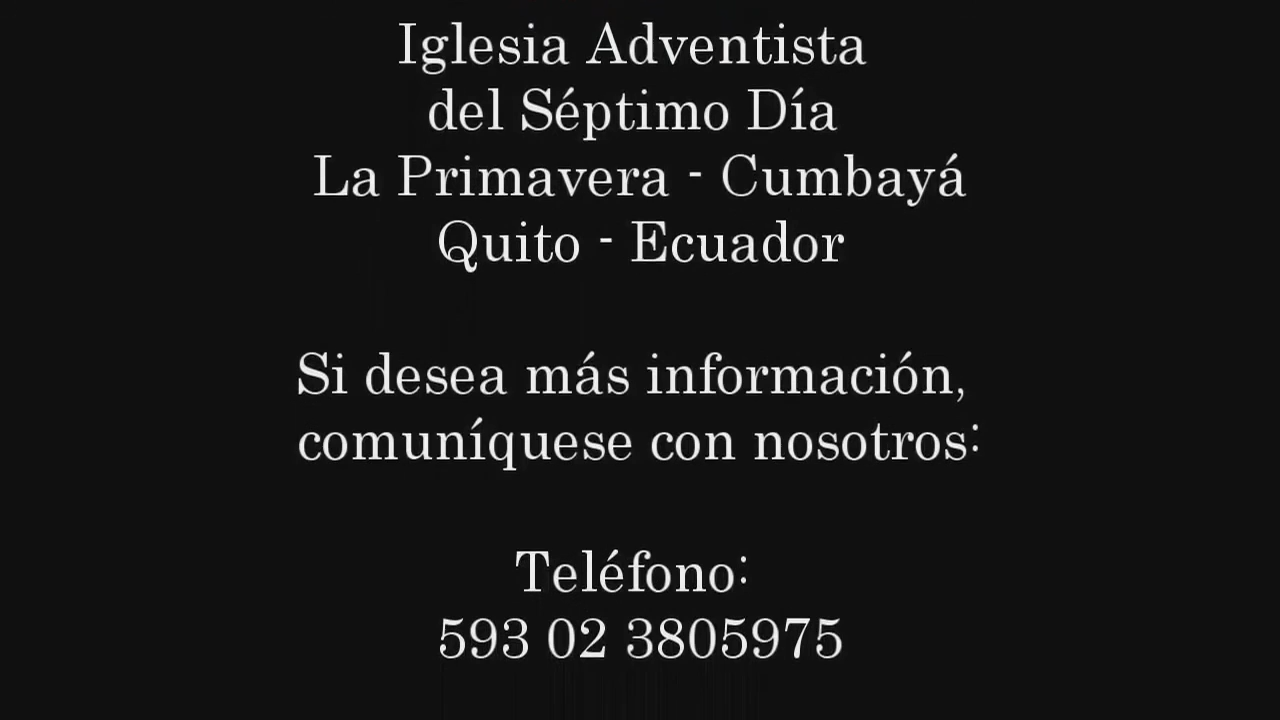 Iglesia Adventista
del Séptimo Día
La Primavera - Cumbayá
Quito - Ecuador
Si desea más información,
comuníquese con nosotros:
Teléfono:
593 02 3805975